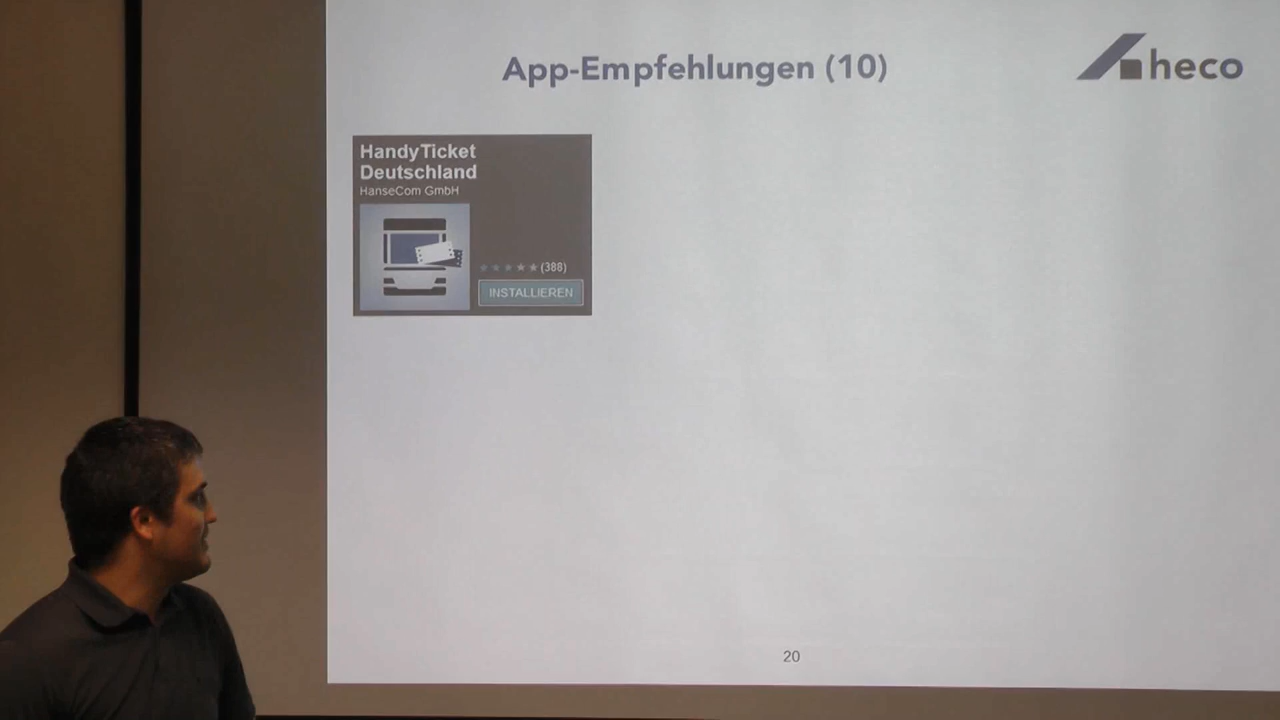 App-Empfehlungen (10)
heco
HandyTicket
Deutschland
HanseCom GmbH
(388)
INSTALLIEREN
20